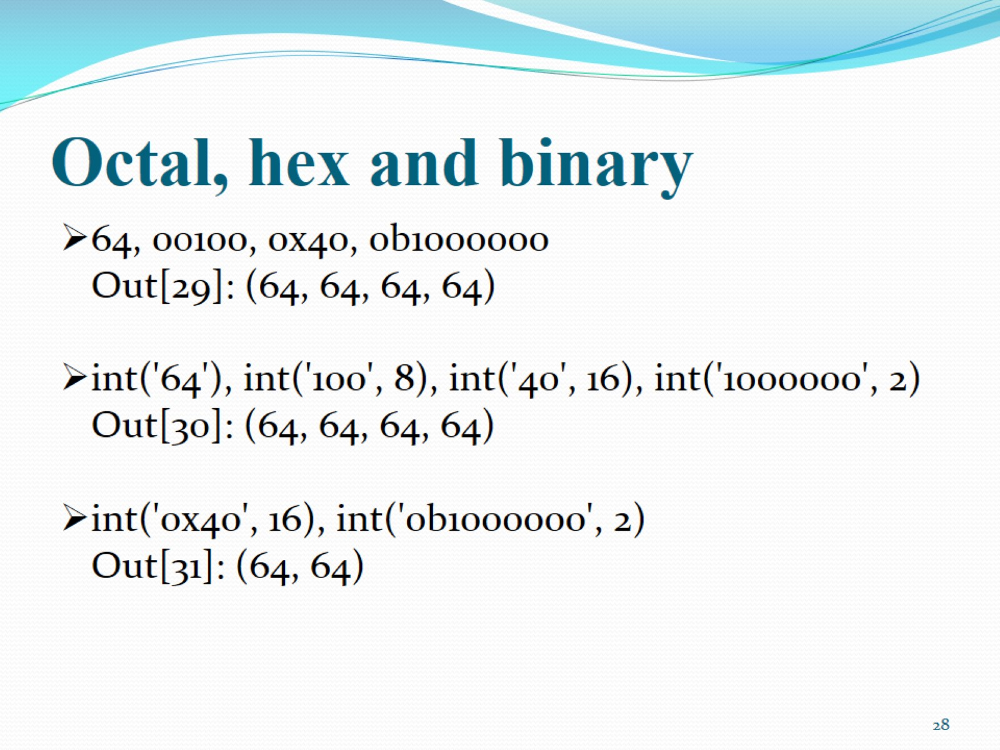 Octal, hex and binary
➢64, 0o100, 0x40, 0b1000000
Out[29]: (64, 64, 64, 64)
➢int('64'), int('100', 8), int('40', 16), int('1000000', 2)
Out[30]: (64, 64, 64, 64)
➢int('0x40', 16), int('0b1000000', 2)
Out[31]: (64, 64)
28